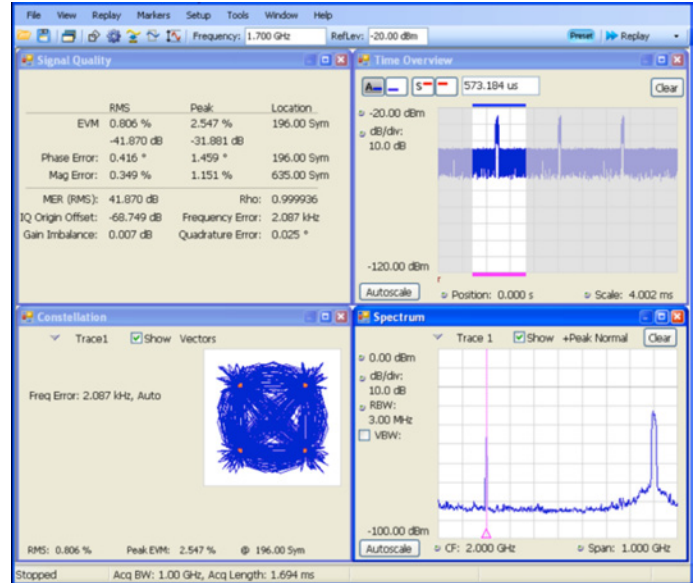 File View Replay Markers Setup Tools Window Help
Frequency: 1.700 GHz RefLev: -20.00 dBm Preset Replay
Signal Quality
RMS Peak Location
EVM 0.806 % 2.547 % 196.00 Sym
-41.870 dB -31.881 dB
Phase Error: 0.416 ° 1.459 ° 196.00 Sym
Mag Error: 0.349 % 1.151 % 635.00 Sym
MER (RMS): 41.870 dB Rho: 0.999936
IQ Origin Offset: -68.749 dB Frequency Error: 2.087 kHz
Gain Imbalance: 0.007 dB Quadrature Error: 0.025 °
Time Overview
A S 573.184 us Clear
-20.00 dBm
dB/div:
10.0 dB
-120.00 dBm
Autoscale Position: 0.000 s Scale: 4.002 ms
Constellation
Trace1 Show Vectors
Freq Error: 2.087 kHz, Auto
RMS: 0.806 % Peak EVM: 2.547 % @ 196.00 Sym
Spectrum
Trace 1 Show +Peak Normal Clear
0.00 dBm
dB/div:
10.0 dB
RBW:
3.00 MHz
VBW:
-100.00 dBm
Autoscale CF: 2.000 GHz Span: 1.000 GHz
Stopped Acq BW: 1.00 GHz, Acq Length: 1.694 ms